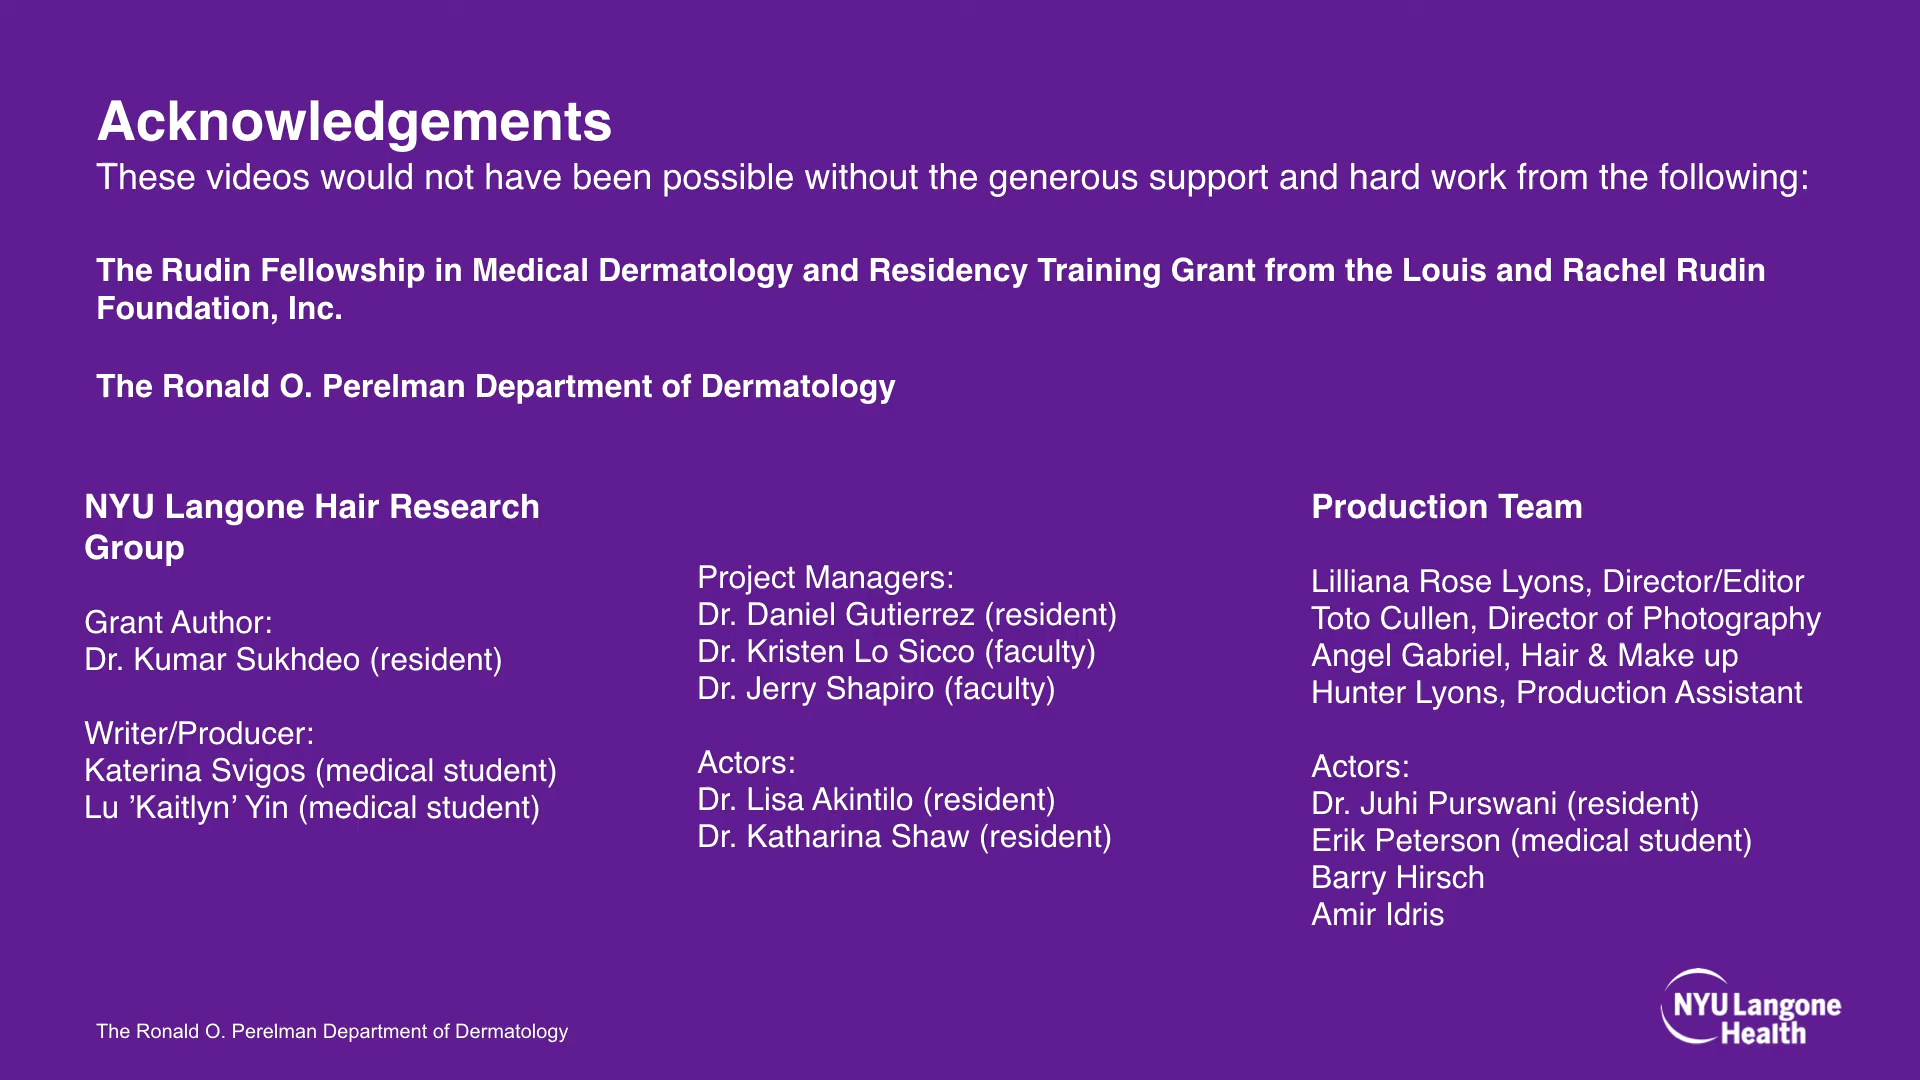 Acknowledgements
These videos would not have been possible without the generous support and hard work from the following:
The Rudin Fellowship in Medical Dermatology and Residency Training Grant from the Louis and Rachel Rudin
Foundation, Inc.
The Ronald O. Perelman Department of Dermatology
NYU Langone Hair Research
Group
Grant Author:
Dr. Kumar Sukhdeo (resident)
Writer/Producer:
Katerina Svigos (medical student)
Lu ’Kaitlyn’ Yin (medical student)
Project Managers:
Dr. Daniel Gutierrez (resident)
Dr. Kristen Lo Sicco (faculty)
Dr. Jerry Shapiro (faculty)
Actors:
Dr. Lisa Akintilo (resident)
Dr. Katharina Shaw (resident)
Production Team
Lilliana Rose Lyons, Director/Editor
Toto Cullen, Director of Photography
Angel Gabriel, Hair & Make up
Hunter Lyons, Production Assistant
Actors:
Dr. Juhi Purswani (resident)
Erik Peterson (medical student)
Barry Hirsch
Amir Idris
The Ronald O. Perelman Department of Dermatology
NYU Langone
Health